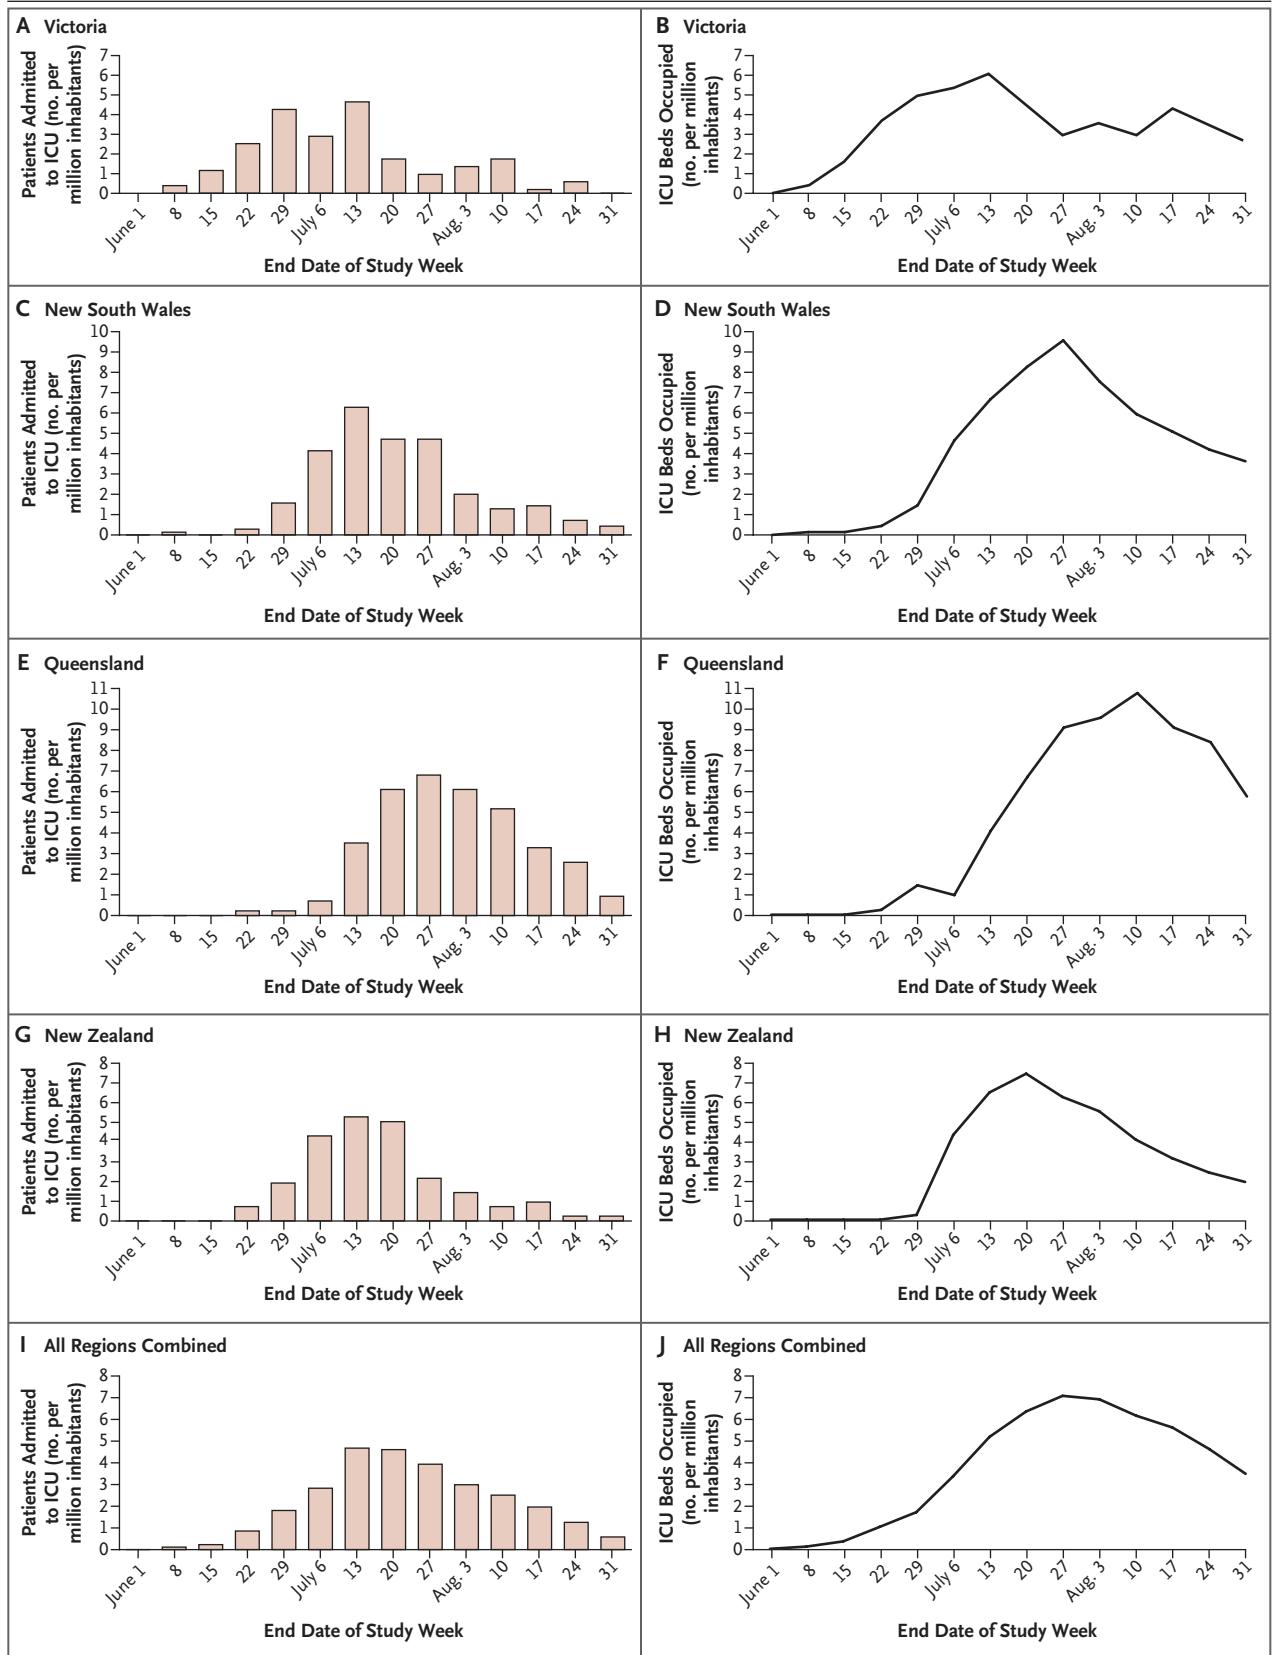 A Victoria
Patients Admitted
to ICU (no. per
million inhabitants)
7
6
5
4
3
2
1
0
June 1
8
15
22
29
July 6
13
20
27
Aug. 3
10
17
24
31
End Date of Study Week
B Victoria
ICU Beds Occupied
(no. per million
inhabitants)
7
6
5
4
3
2
1
0
June 1
8
15
22
29
July 6
13
20
27
Aug. 3
10
17
24
31
End Date of Study Week
C New South Wales
Patients Admitted
to ICU (no. per
million inhabitants)
10
9
8
7
6
5
4
3
2
1
0
June 1
8
15
22
29
July 6
13
20
27
Aug. 3
10
17
24
31
End Date of Study Week
D New South Wales
ICU Beds Occupied
(no. per million
inhabitants)
10
9
8
7
6
5
4
3
2
1
0
June 1
8
15
22
29
July 6
13
20
27
Aug. 3
10
17
24
31
End Date of Study Week
E Queensland
Patients Admitted
to ICU (no. per
million inhabitants)
11
10
9
8
7
6
5
4
3
2
1
0
June 1
8
15
22
29
July 6
13
20
27
Aug. 3
10
17
24
31
End Date of Study Week
F Queensland
ICU Beds Occupied
(no. per million
inhabitants)
11
10
9
8
7
6
5
4
3
2
1
0
June 1
8
15
22
29
July 6
13
20
27
Aug. 3
10
17
24
31
End Date of Study Week
G New Zealand
Patients Admitted
to ICU (no. per
million inhabitants)
8
7
6
5
4
3
2
1
0
June 1
8
15
22
29
July 6
13
20
27
Aug. 3
10
17
24
31
End Date of Study Week
H New Zealand
ICU Beds Occupied
(no. per million
inhabitants)
8
7
6
5
4
3
2
1
0
June 1
8
15
22
29
July 6
13
20
27
Aug. 3
10
17
24
31
End Date of Study Week
I All Regions Combined
Patients Admitted
to ICU (no. per
million inhabitants)
8
7
6
5
4
3
2
1
0
June 1
8
15
22
29
July 6
13
20
27
Aug. 3
10
17
24
31
End Date of Study Week
J All Regions Combined
ICU Beds Occupied
(no. per million
inhabitants)
8
7
6
5
4
3
2
1
0
June 1
8
15
22
29
July 6
13
20
27
Aug. 3
10
17
24
31
End Date of Study Week